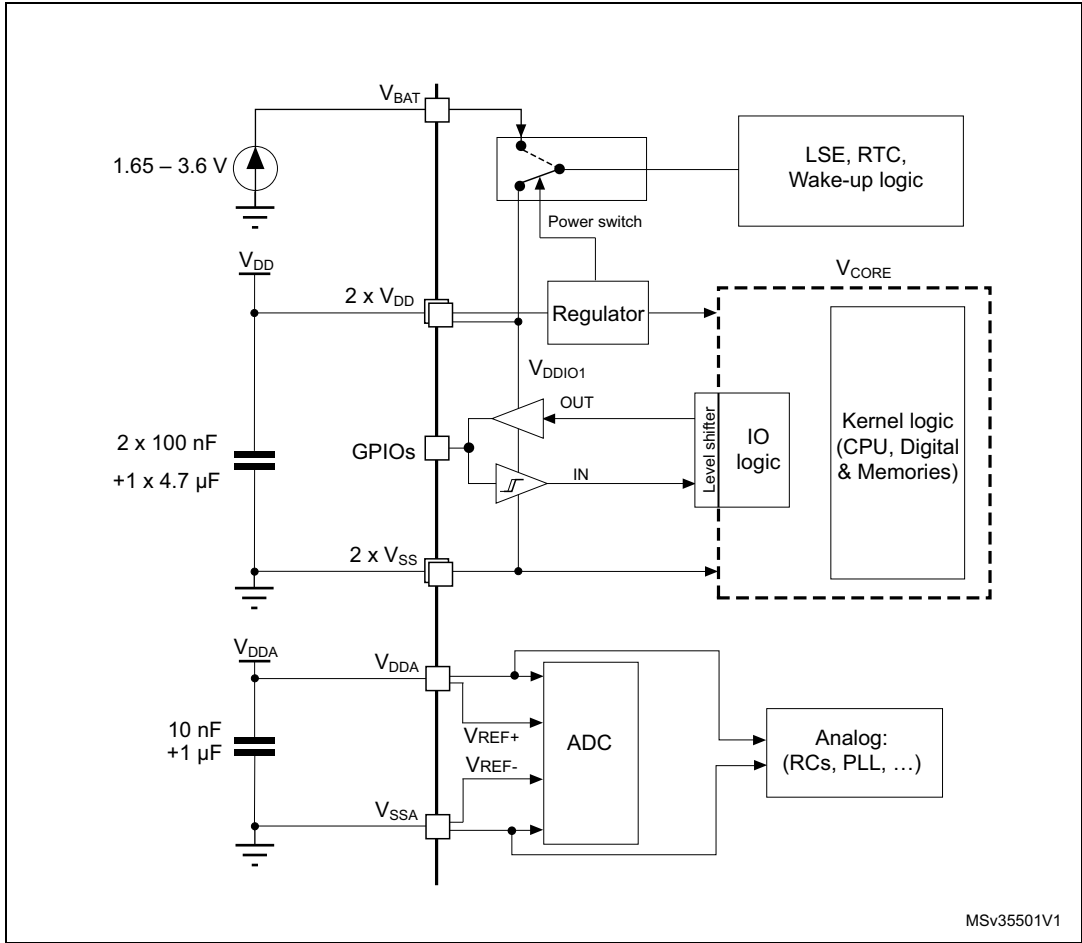 VBAT
1.65 – 3.6 V
LSE, RTC,
Wake-up logic
Power switch
VDD
2 x VDD
Regulator
VCORE
VDDIO1
OUT
GPIOs
IN
Level shifter
IO
logic
Kernel logic
(CPU, Digital
& Memories)
2 x 100 nF
+1 x 4.7 µF
2 x VSS
VDDA
VDDA
10 nF
+1 µF
VREF+
VREF-
ADC
Analog:
(RCs, PLL, …)
VSSA
MSv35501V1